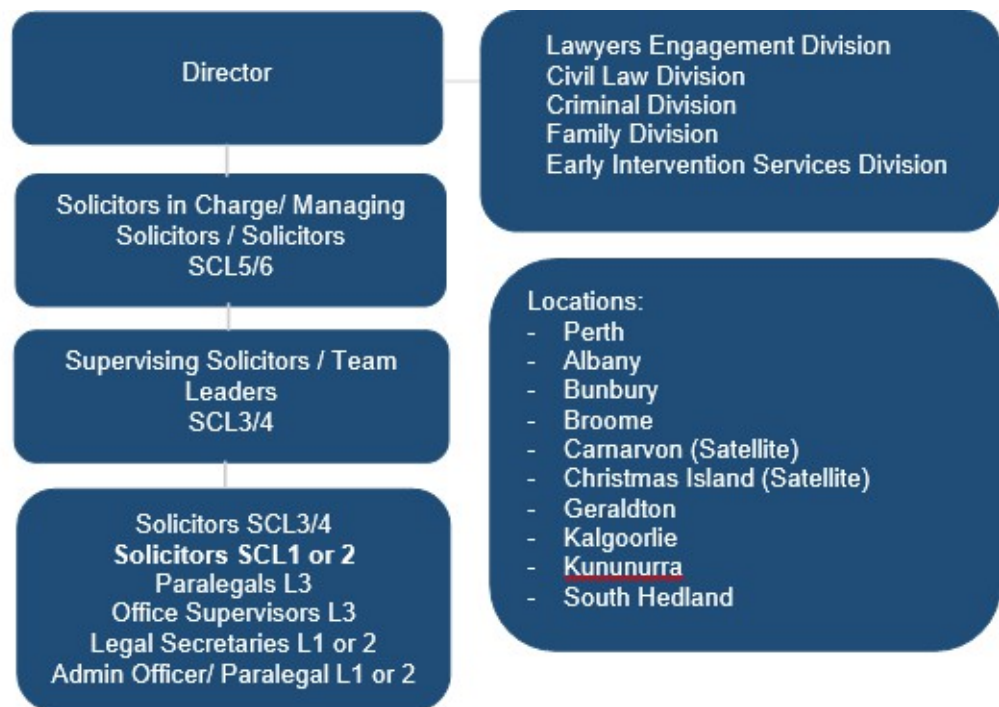 Director
Lawyers Engagement Division
Civil Law Division
Criminal Division
Family Division
Early Intervention Services Division
Solicitors in Charge/ Managing
Solicitors / Solicitors
SCL5/6
Supervising Solicitors / Team
Leaders
SCL3/4
Solicitors SCL3/4
Solicitors SCL1 or 2
Paralegals L3
Office Supervisors L3
Legal Secretaries L1 or 2
Admin Officer/ Paralegal L1 or 2
Locations:
- Perth
- Albany
- Bunbury
- Broome
- Carnarvon (Satellite)
- Christmas Island (Satellite)
- Geraldton
- Kalgoorlie
- Kununurra
- South Hedland